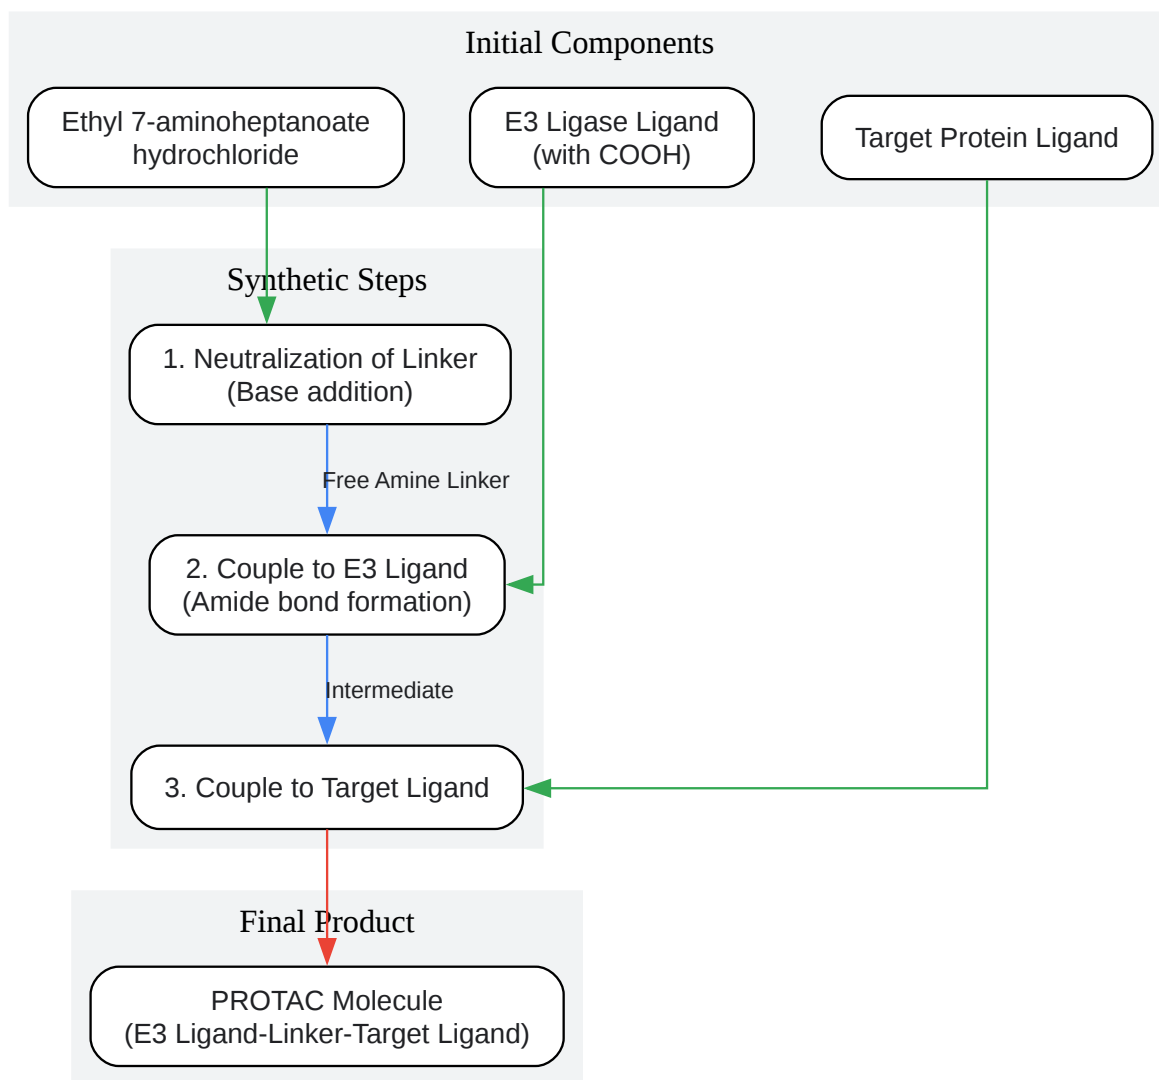 Initial Components
Ethyl 7-aminoheptanoate
hydrochloride
E3 Ligase Ligand
(with COOH)
Target Protein Ligand
Synthetic Steps
1. Neutralization of Linker
(Base addition)
Free Amine Linker
2. Couple to E3 Ligand
(Amide bond formation)
Intermediate
3. Couple to Target Ligand
Final Product
PROTAC Molecule
(E3 Ligand-Linker-Target Ligand)